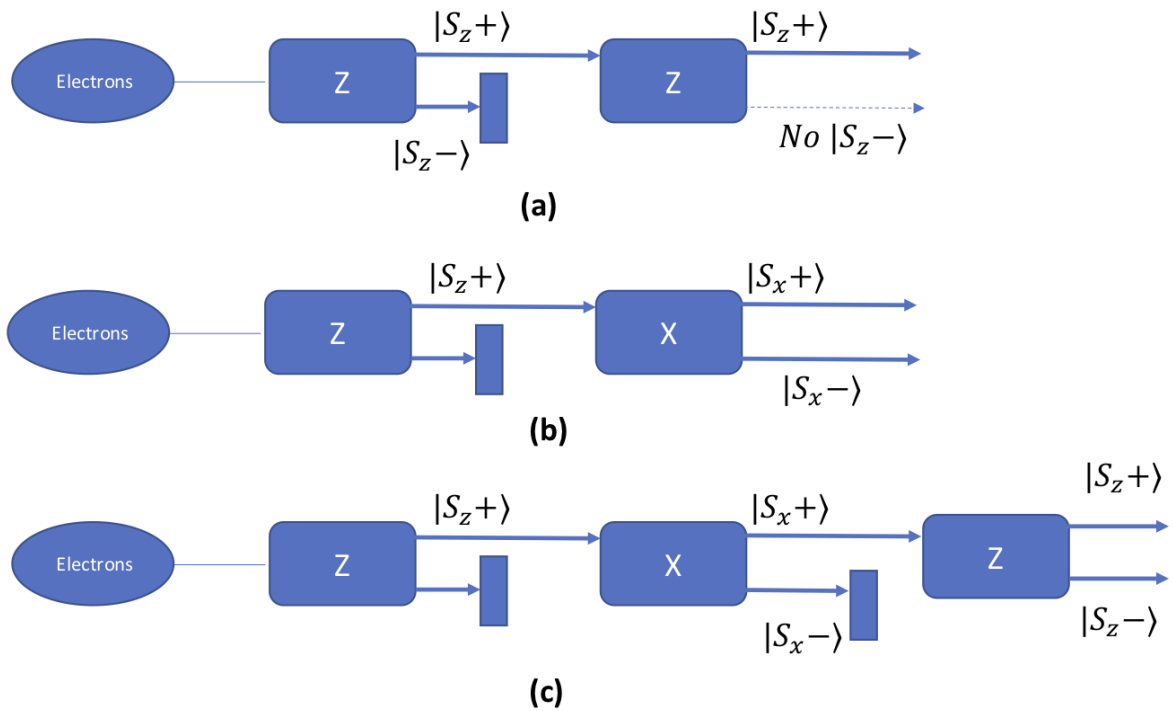 |S_z+⟩ |S_z+⟩
Electrons Z Z
|S_z−⟩ No |S_z−⟩
(a)
|S_z+⟩ |S_x+⟩
Electrons Z X
|S_x−⟩
(b)
|S_z+⟩
|S_z+⟩ |S_x+⟩
Electrons Z X Z
|S_x−⟩ |S_z−⟩
(c)